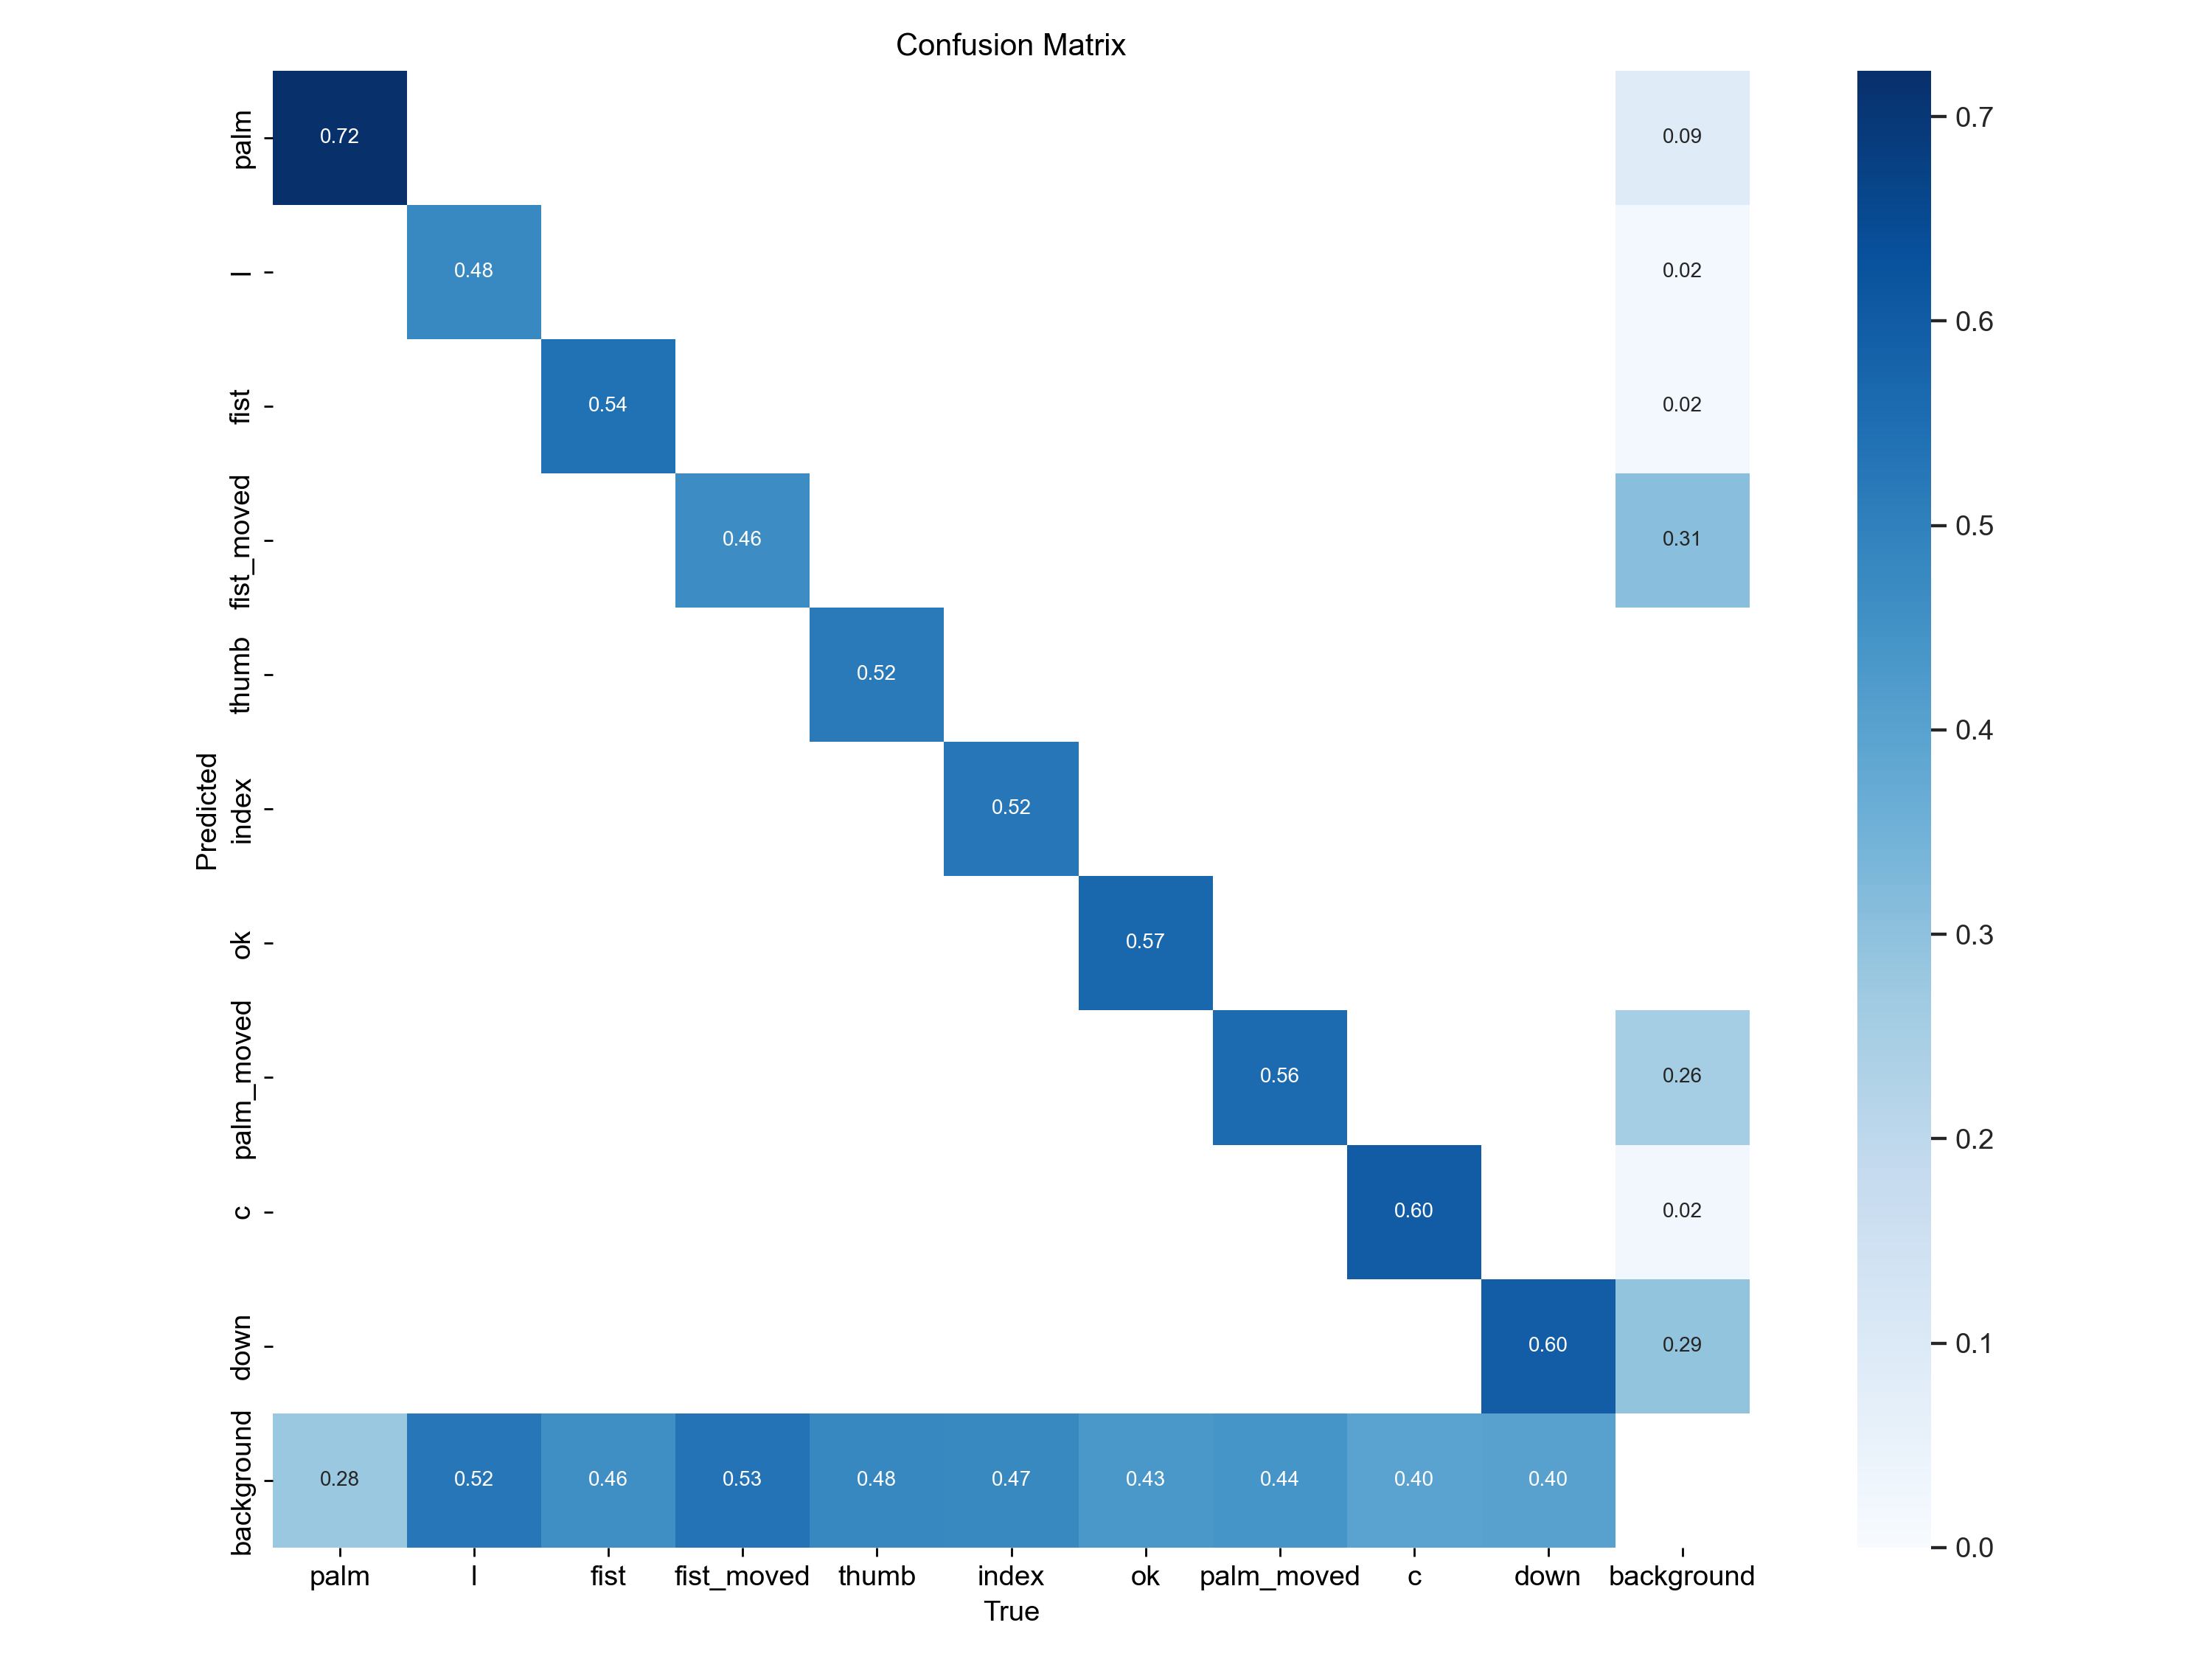 Confusion Matrix
palm 0.72 0.09
l 0.48 0.02
fist 0.54 0.02
fist_moved 0.46 0.31
thumb 0.52
index 0.52
ok 0.57
palm_moved 0.56 0.26
c 0.60 0.02
down 0.60 0.29
background 0.28 0.52 0.46 0.53 0.48 0.47 0.43 0.44 0.40 0.40
Predicted
palm l fist fist_moved thumb index ok palm_moved c down background
True
0.7
0.6
0.5
0.4
0.3
0.2
0.1
0.0